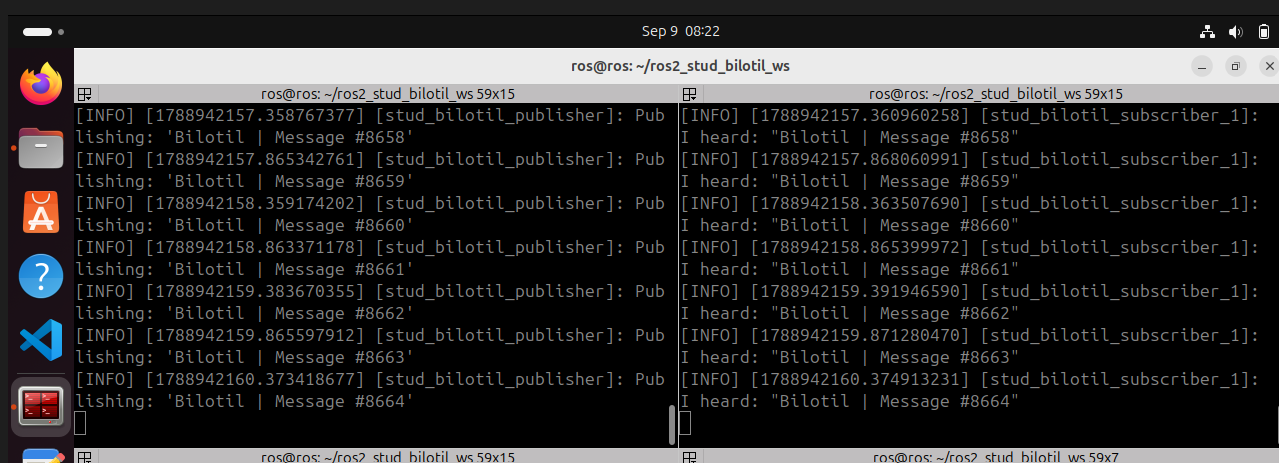 Sep 9 08:22
ros@ros: ~/ros2_stud_bilotil_ws
ros@ros: ~/ros2_stud_bilotil_ws 59x15
[INFO] [1788942157.358767377] [stud_bilotil_publisher]: Pub
lishing: 'Bilotil | Message #8658'
[INFO] [1788942157.865342761] [stud_bilotil_publisher]: Pub
lishing: 'Bilotil | Message #8659'
[INFO] [1788942158.359174202] [stud_bilotil_publisher]: Pub
lishing: 'Bilotil | Message #8660'
[INFO] [1788942158.863371178] [stud_bilotil_publisher]: Pub
lishing: 'Bilotil | Message #8661'
[INFO] [1788942159.383670355] [stud_bilotil_publisher]: Pub
lishing: 'Bilotil | Message #8662'
[INFO] [1788942159.865597912] [stud_bilotil_publisher]: Pub
lishing: 'Bilotil | Message #8663'
[INFO] [1788942160.373418677] [stud_bilotil_publisher]: Pub
lishing: 'Bilotil | Message #8664'
ros@ros: ~/ros2_stud_bilotil_ws 59x15
[INFO] [1788942157.360960258] [stud_bilotil_subscriber_1]:
I heard: "Bilotil | Message #8658"
[INFO] [1788942157.868060991] [stud_bilotil_subscriber_1]:
I heard: "Bilotil | Message #8659"
[INFO] [1788942158.363507690] [stud_bilotil_subscriber_1]:
I heard: "Bilotil | Message #8660"
[INFO] [1788942158.865399972] [stud_bilotil_subscriber_1]:
I heard: "Bilotil | Message #8661"
[INFO] [1788942159.391946590] [stud_bilotil_subscriber_1]:
I heard: "Bilotil | Message #8662"
[INFO] [1788942159.871280470] [stud_bilotil_subscriber_1]:
I heard: "Bilotil | Message #8663"
[INFO] [1788942160.374913231] [stud_bilotil_subscriber_1]:
I heard: "Bilotil | Message #8664"
ros@ros: ~/ros2_stud_bilotil_ws 59x15
ros@ros: ~/ros2_stud_bilotil_ws 59x7